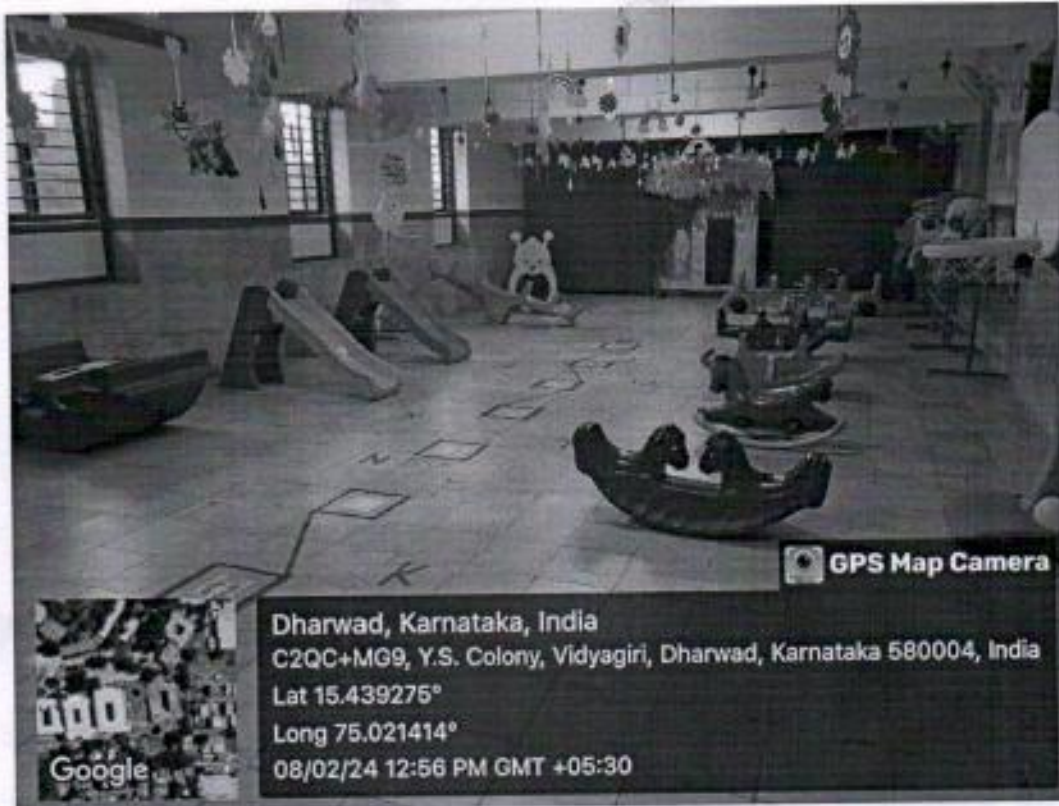 N
K
GPS Map Camera
Dharwad, Karnataka, India
C2QC+MG9, Y.S. Colony, Vidyagiri, Dharwad, Karnataka 580004, India
Lat 15.439275°
Long 75.021414°
08/02/24 12:56 PM GMT +05:30
Google